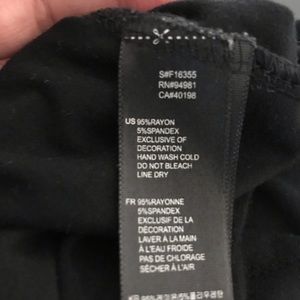 S#F16355
RN#94981
CA#40198
US 95%RAYON
5%SPANDEX
EXCLUSIVE OF
DECORATION
HAND WASH COLD
DO NOT BLEACH
LINE DRY
FR 95%RAYONNE
5%SPANDEX
EXCLUSIF DE LA
DÉCORATION
LAVER À LA MAIN
À L'EAU FROIDE
PAS DE CHLORAGE
SÉCHER À L'AIR